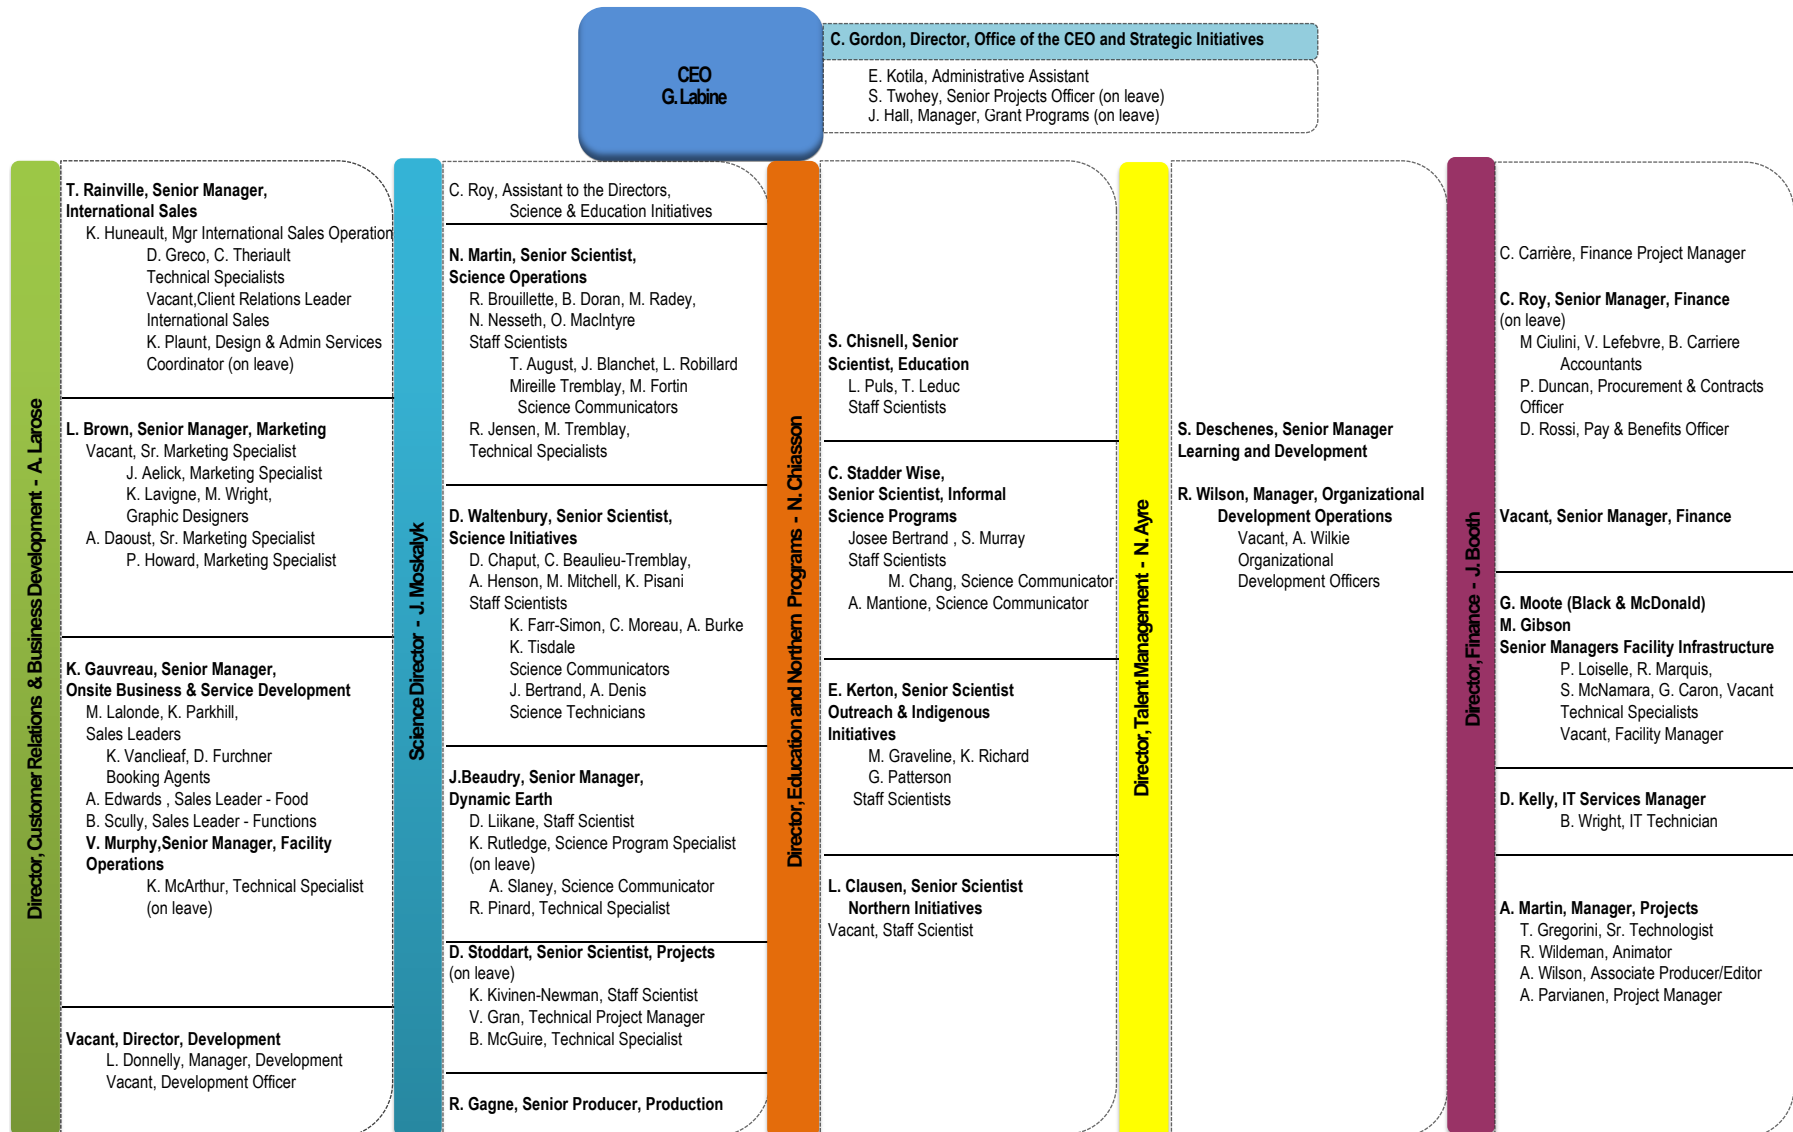 CEO
G. Labine
C. Gordon, Director, Office of the CEO and Strategic Initiatives
E. Kotila, Administrative Assistant
S. Twohey, Senior Projects Officer (on leave)
J. Hall, Manager, Grant Programs (on leave)
Director, Customer Relations & Business Development - A. Larose
T. Rainville, Senior Manager,
International Sales
K. Huneault, Mgr International Sales Operation
D. Greco, C. Theriault
Technical Specialists
Vacant,Client Relations Leader
International Sales
K. Plaunt, Design & Admin Services
Coordinator (on leave)
L. Brown, Senior Manager, Marketing
Vacant, Sr. Marketing Specialist
J. Aelick, Marketing Specialist
K. Lavigne, M. Wright,
Graphic Designers
A. Daoust, Sr. Marketing Specialist
P. Howard, Marketing Specialist
K. Gauvreau, Senior Manager,
Onsite Business & Service Development
M. Lalonde, K. Parkhill,
Sales Leaders
K. Vanclieaf, D. Furchner
Booking Agents
A. Edwards , Sales Leader - Food
B. Scully, Sales Leader - Functions
V. Murphy,Senior Manager, Facility
Operations
K. McArthur, Technical Specialist
(on leave)
Vacant, Director, Development
L. Donnelly, Manager, Development
Vacant, Development Officer
Science Director - J. Moskalyk
C. Roy, Assistant to the Directors,
Science & Education Initiatives
N. Martin, Senior Scientist,
Science Operations
R. Brouillette, B. Doran, M. Radey,
N. Nesseth, O. MacIntyre
Staff Scientists
T. August, J. Blanchet, L. Robillard
Mireille Tremblay, M. Fortin
Science Communicators
R. Jensen, M. Tremblay,
Technical Specialists
D. Waltenbury, Senior Scientist,
Science Initiatives
D. Chaput, C. Beaulieu-Tremblay,
A. Henson, M. Mitchell, K. Pisani
Staff Scientists
K. Farr-Simon, C. Moreau, A. Burke
K. Tisdale
Science Communicators
J. Bertrand, A. Denis
Science Technicians
J.Beaudry, Senior Manager,
Dynamic Earth
D. Liikane, Staff Scientist
K. Rutledge, Science Program Specialist
(on leave)
A. Slaney, Science Communicator
R. Pinard, Technical Specialist
D. Stoddart, Senior Scientist, Projects
(on leave)
K. Kivinen-Newman, Staff Scientist
V. Gran, Technical Project Manager
B. McGuire, Technical Specialist
R. Gagne, Senior Producer, Production
Director, Education and Northern Programs - N. Chiasson
S. Chisnell, Senior
Scientist, Education
L. Puls, T. Leduc
Staff Scientists
C. Stadder Wise,
Senior Scientist, Informal
Science Programs
Josee Bertrand , S. Murray
Staff Scientists
M. Chang, Science Communicator
A. Mantione, Science Communicator
E. Kerton, Senior Scientist
Outreach & Indigenous
Initiatives
M. Graveline, K. Richard
G. Patterson
Staff Scientists
L. Clausen, Senior Scientist
Northern Initiatives
Vacant, Staff Scientist
Director, Talent Management - N. Ayre
S. Deschenes, Senior Manager
Learning and Development
R. Wilson, Manager, Organizational
Development Operations
Vacant, A. Wilkie
Organizational
Development Officers
Director, Finance - J. Booth
C. Carrière, Finance Project Manager
C. Roy, Senior Manager, Finance
(on leave)
M Ciulini, V. Lefebvre, B. Carriere
Accountants
P. Duncan, Procurement & Contracts
Officer
D. Rossi, Pay & Benefits Officer
Vacant, Senior Manager, Finance
G. Moote (Black & McDonald)
M. Gibson
Senior Managers Facility Infrastructure
P. Loiselle, R. Marquis,
S. McNamara, G. Caron, Vacant
Technical Specialists
Vacant, Facility Manager
D. Kelly, IT Services Manager
B. Wright, IT Technician
A. Martin, Manager, Projects
T. Gregorini, Sr. Technologist
R. Wildeman, Animator
A. Wilson, Associate Producer/Editor
A. Parvianen, Project Manager